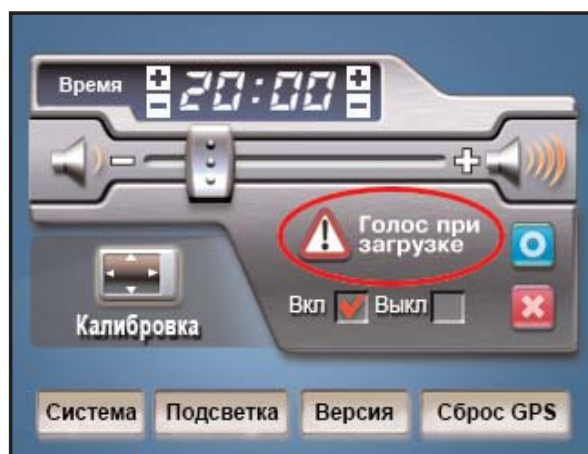 Время 20:00
Голос при
загрузке
Вкл Выкл
Калибровка
Система Подсветка Версия Сброс GPS